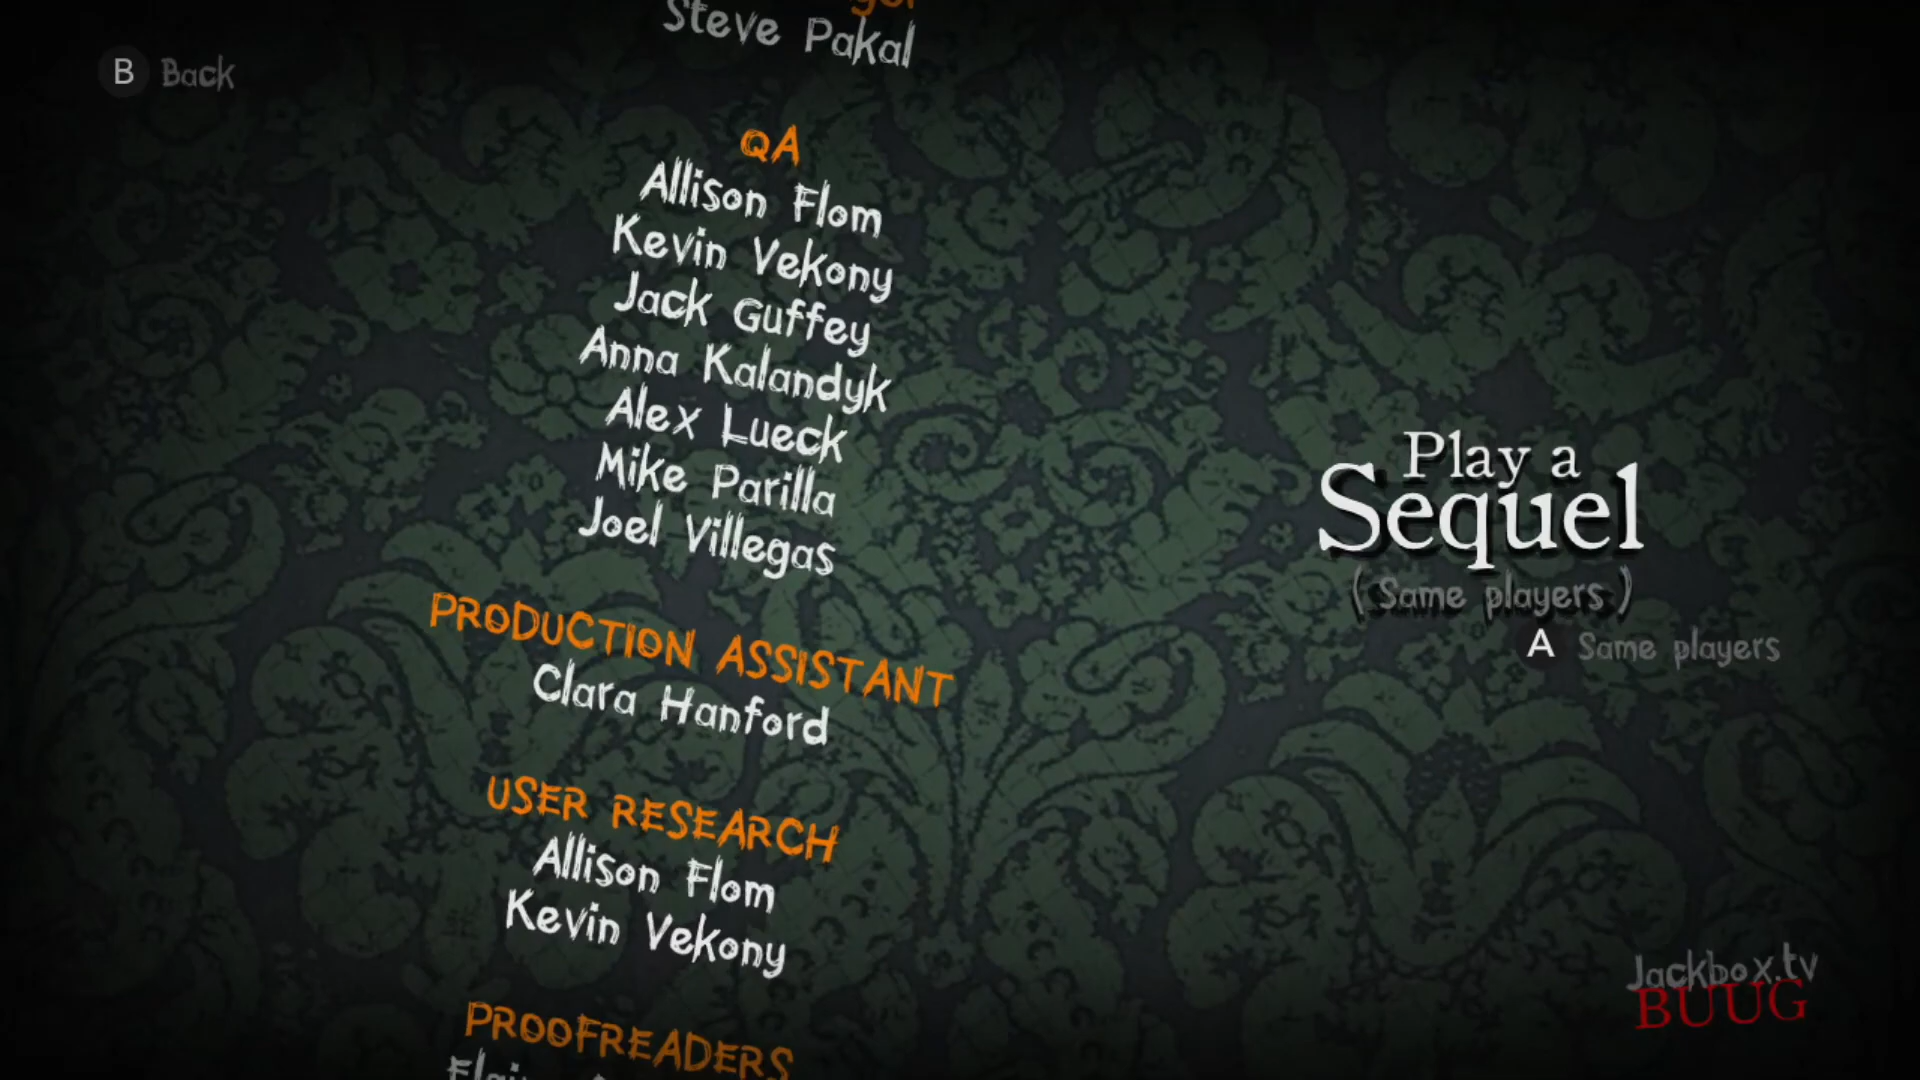 Steve Pakal
B Back
QA
Allison Flom
Kevin Vekony
Jack Guffey
Anna Kalandyk
Alex Lueck
Mike Parilla
Joel Villegas
PRODUCTION ASSISTANT
Clara Hanford
USER RESEARCH
Allison Flom
Kevin Vekony
PROOFREADERS
Play a
Sequel
(Same players)
A Same players
Jackbox.tv
BUUG